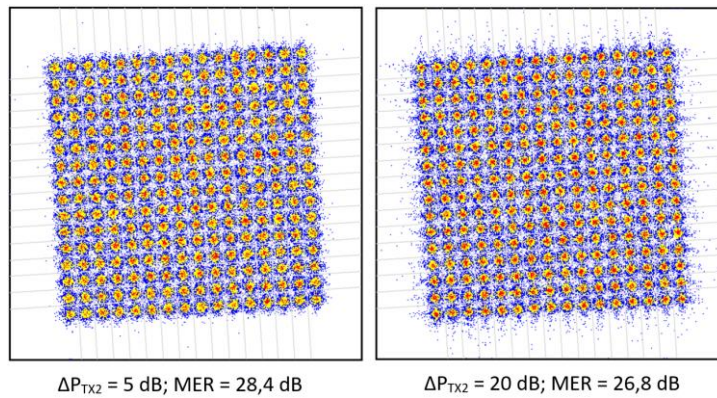 ΔP_TX2 = 5 dB; MER = 28,4 dB
ΔP_TX2 = 20 dB; MER = 26,8 dB